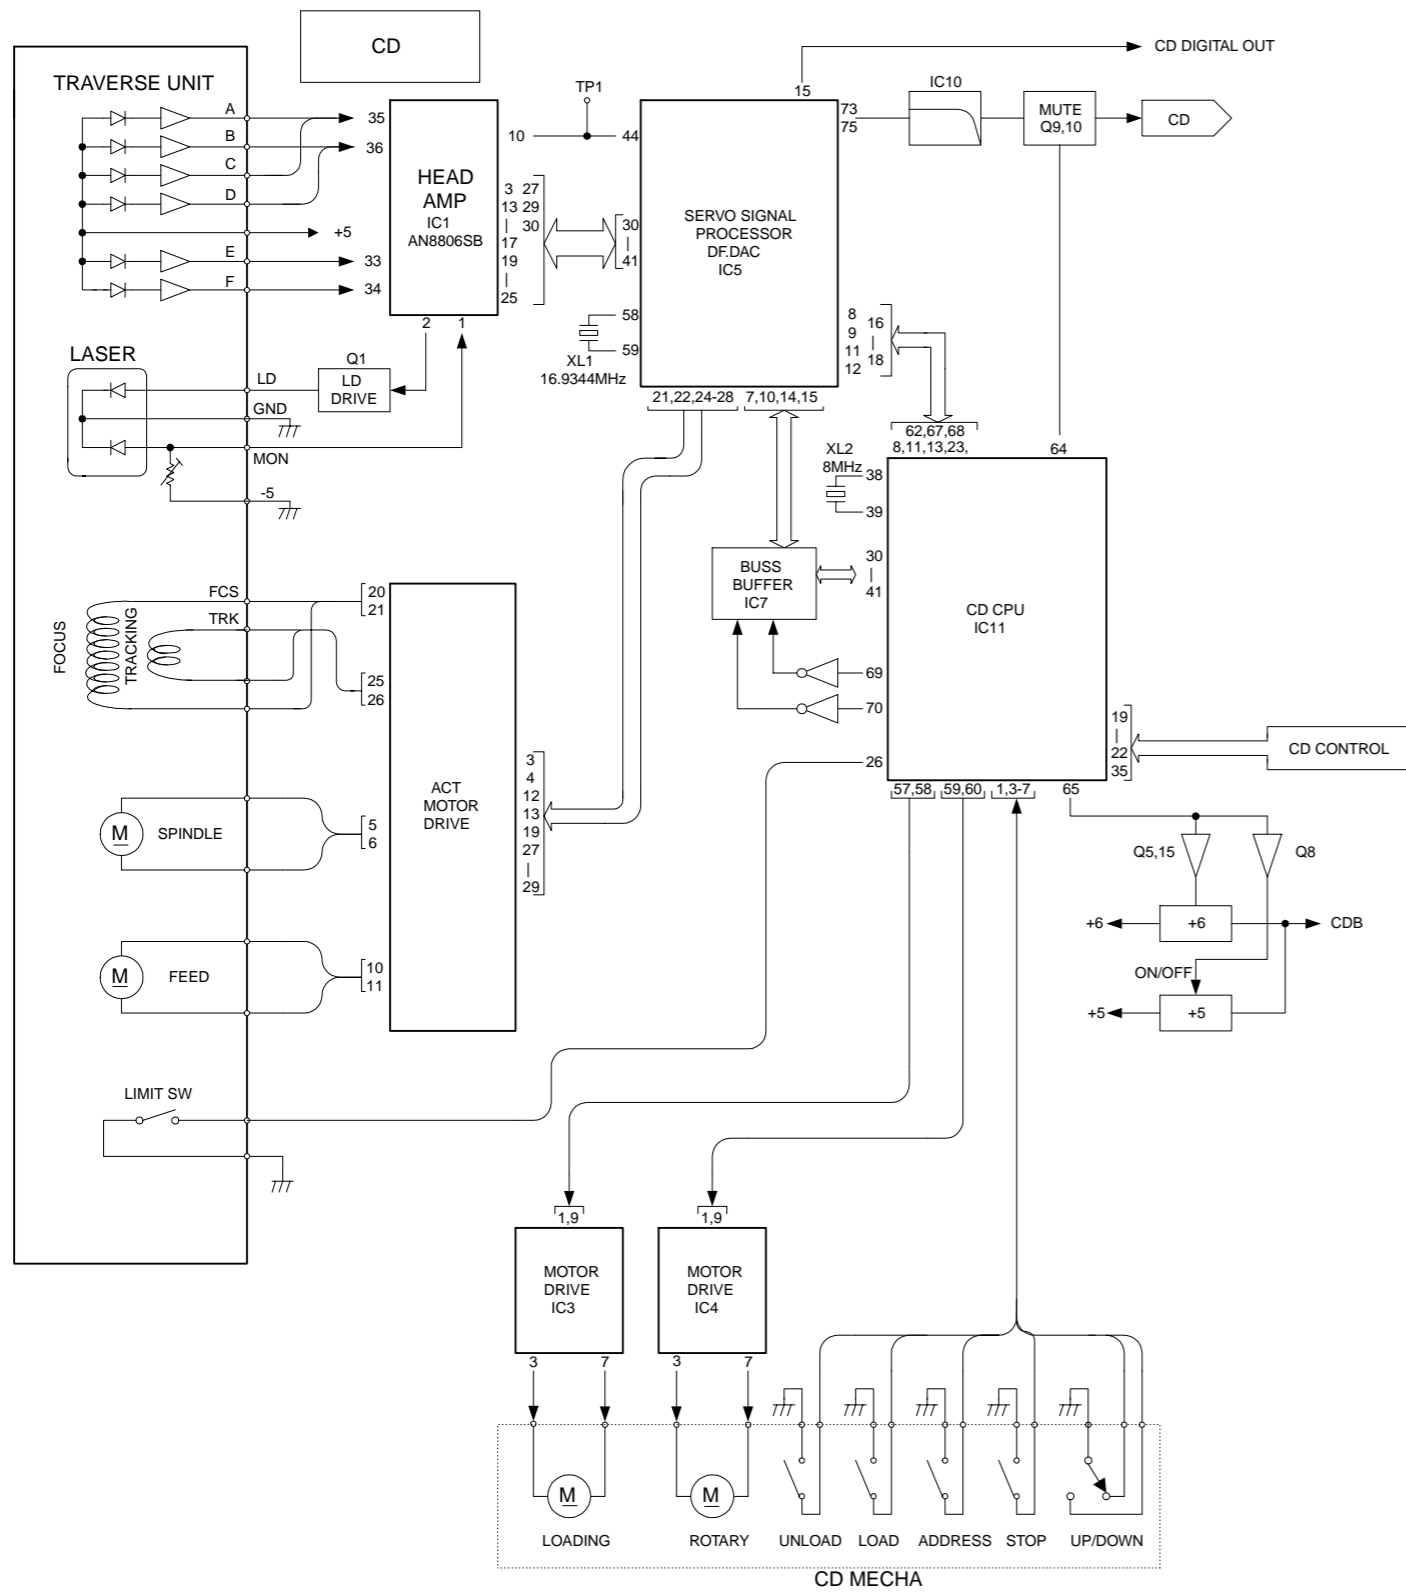 CD
TRAVERSE UNIT
A
B
C
D
+5
E
F
35
36
33
34
HEAD
AMP
IC1
AN8806SB
10
3 27
13 29
| 30
17
19
|
25
2
1
TP1
44
30
|
41
58
59
XL1
16.9344MHz
SERVO SIGNAL
PROCESSOR
DF.DAC
IC5
15
CD DIGITAL OUT
73
75
IC10
MUTE
Q9,10
CD
8
9
11
12
16
|
18
21,22,24-28
7,10,14,15
LASER
LD
GND
MON
-5
Q1
LD
DRIVE
62,67,68
8,11,13,23,
64
XL2
8MHz
38
39
30
|
41
BUSS
BUFFER
IC7
CD CPU
IC11
69
70
26
19
|
22
35
CD CONTROL
57,58
59,60
1,3-7
65
FOCUS
TRACKING
FCS
TRK
20
21
25
26
ACT
MOTOR
DRIVE
3
4
12
13
19
27
|
29
M
SPINDLE
5
6
M
FEED
10
11
Q5,15
Q8
+6
+6
CDB
ON/OFF
+5
+5
LIMIT SW
1,9
1,9
MOTOR
DRIVE
IC3
MOTOR
DRIVE
IC4
3
7
3
7
M
M
LOADING
ROTARY
UNLOAD
LOAD
ADDRESS
STOP
UP/DOWN
CD MECHA